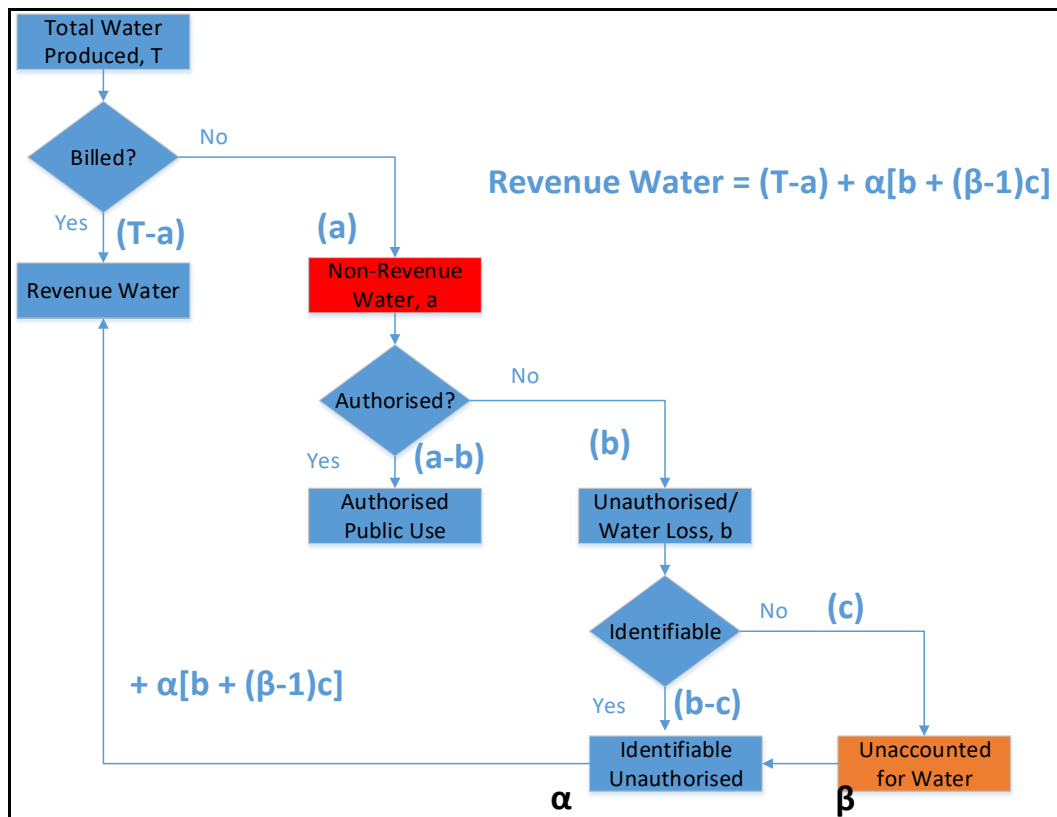 Total Water
Produced, T
No
Billed?
Revenue Water = (T-a) + α[b + (β-1)c]
Yes
(T-a)
(a)
Revenue Water
Non-Revenue
Water, a
No
Authorised?
Yes
(a-b)
(b)
Authorised
Public Use
Unauthorised/
Water Loss, b
No
(c)
Identifiable
+ α[b + (β-1)c]
Yes
(b-c)
Identifiable
Unauthorised
Unaccounted
for Water
α
β